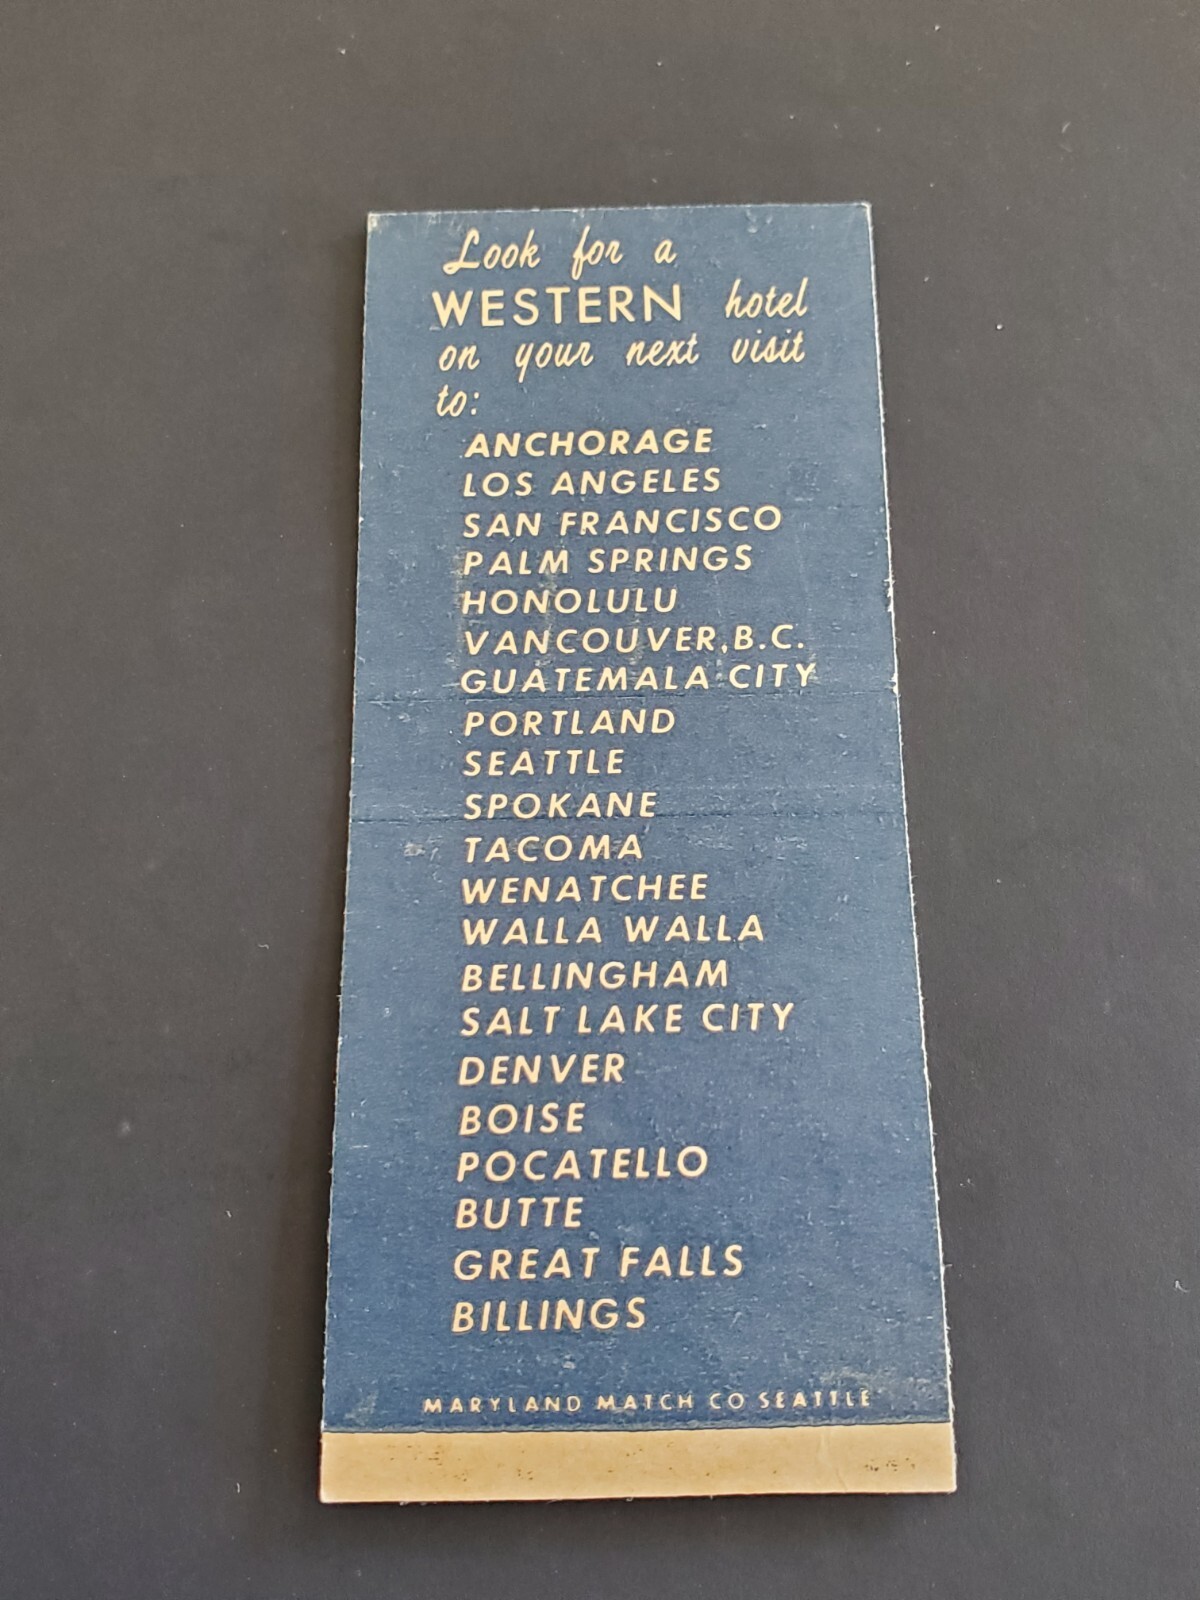 Look for a
WESTERN hotel
on your next visit
to:
ANCHORAGE
LOS ANGELES
SAN FRANCISCO
PALM SPRINGS
HONOLULU
VANCOUVER, B.C.
GUATEMALA CITY
PORTLAND
SEATTLE
SPOKANE
TACOMA
WENATCHEE
WALLA WALLA
BELLINGHAM
SALT LAKE CITY
DENVER
BOISE
POCATELLO
BUTTE
GREAT FALLS
BILLINGS
MARYLAND MATCH CO SEATTLE